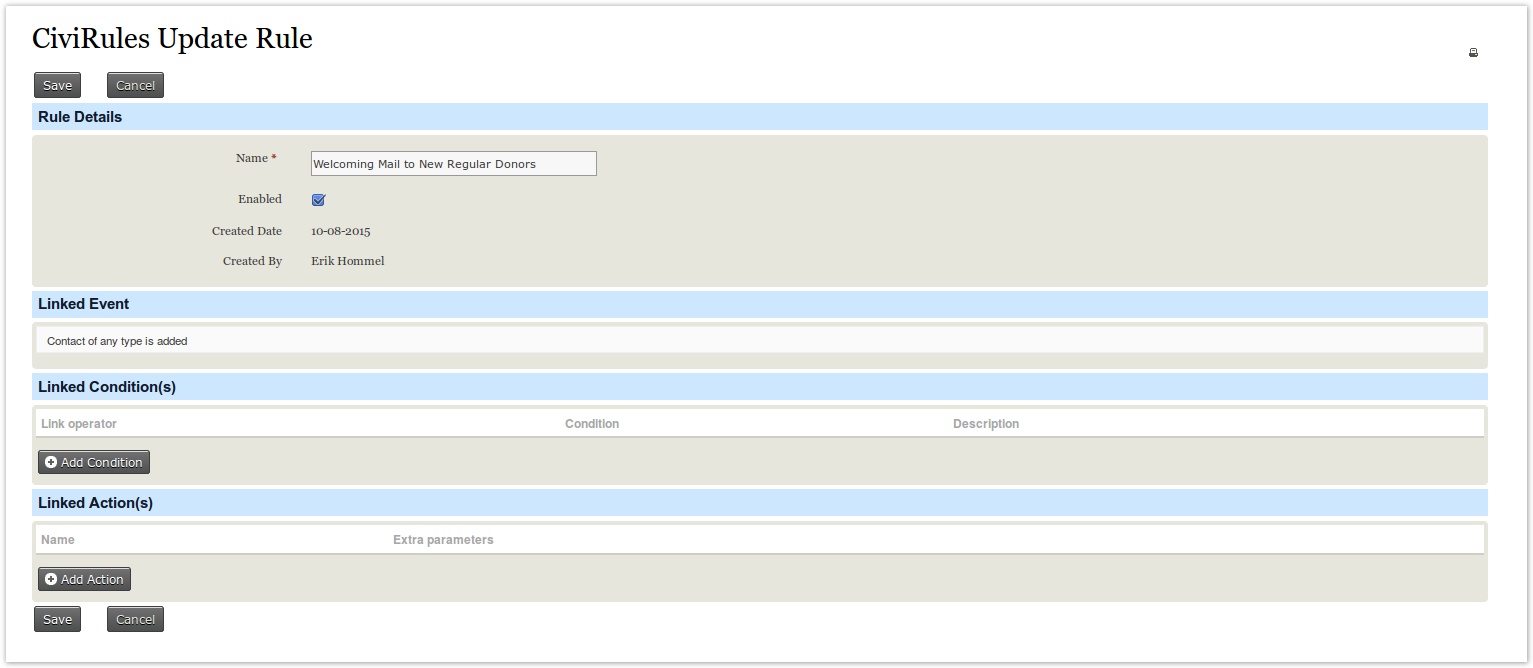 CiviRules Update Rule
Save Cancel
Rule Details
Name * Welcoming Mail to New Regular Donors
Enabled
Created Date 10-08-2015
Created By Erik Hommel
Linked Event
Contact of any type is added
Linked Condition(s)
Link operator Condition Description
Add Condition
Linked Action(s)
Name Extra parameters
Add Action
Save Cancel